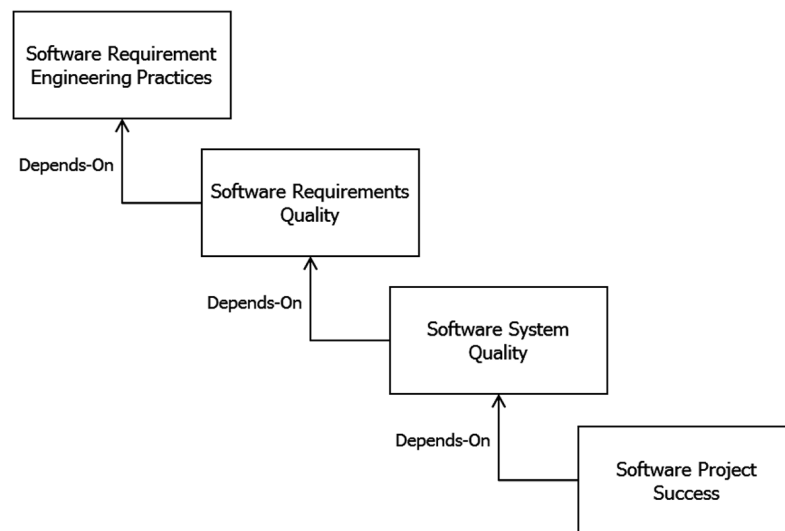 Software Requirement
Engineering Practices
Depends-On
Software Requirements
Quality
Depends-On
Software System
Quality
Depends-On
Software Project
Success